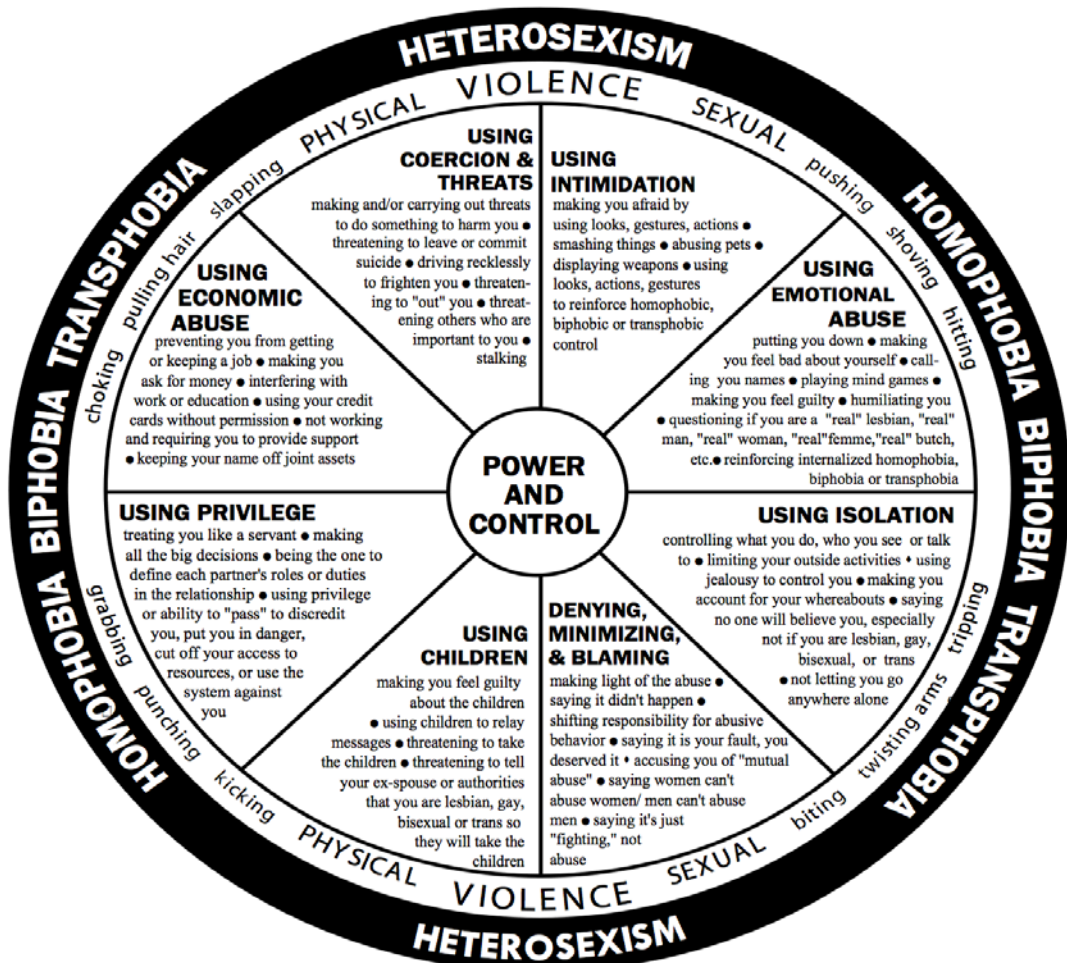 HETEROSEXISM
HOMOPHOBIA BIPHOBIA TRANSPHOBIA
HETEROSEXISM
HOMOPHOBIA BIPHOBIA TRANSPHOBIA
PHYSICAL VIOLENCE SEXUAL
pushing shoving hitting
tripping twisting arms biting
PHYSICAL VIOLENCE SEXUAL
kicking punching grabbing
choking pulling hair slapping
USING
COERCION &
THREATS
making and/or carrying out threats
to do something to harm you ●
threatening to leave or commit
suicide ● driving recklessly
to frighten you ● threaten-
ing to "out" you ● threat-
ening others who are
important to you ●
stalking
USING
INTIMIDATION
making you afraid by
using looks, gestures, actions ●
smashing things ● abusing pets ●
displaying weapons ● using
looks, actions, gestures
to reinforce homophobic,
biphobic or transphobic
control
USING
EMOTIONAL
ABUSE
putting you down ● making
you feel bad about yourself ● call-
ing you names ● playing mind games ●
making you feel guilty ● humiliating you
● questioning if you are a "real" lesbian, "real"
man, "real" woman, "real"femme,"real" butch,
etc.● reinforcing internalized homophobia,
biphobia or transphobia
USING ISOLATION
controlling what you do, who you see or talk
to ● limiting your outside activities • using
jealousy to control you ● making you
account for your whereabouts ● saying
no one will believe you, especially
not if you are lesbian, gay,
bisexual, or trans
● not letting you go
anywhere alone
DENYING,
MINIMIZING,
& BLAMING
making light of the abuse ●
saying it didn't happen ●
shifting responsibility for abusive
behavior ● saying it is your fault, you
deserved it • accusing you of "mutual
abuse" ● saying women can't
abuse women/ men can't abuse
men ● saying it's just
"fighting," not
abuse
USING
CHILDREN
making you feel guilty
about the children
● using children to relay
messages ● threatening to take
the children ● threatening to tell
your ex-spouse or authorities
that you are lesbian, gay,
bisexual or trans so
they will take the
children
USING PRIVILEGE
treating you like a servant ● making
all the big decisions ● being the one to
define each partner's roles or duties
in the relationship ● using privilege
or ability to "pass" to discredit
you, put you in danger,
cut off your access to
resources, or use the
system against
you
USING
ECONOMIC
ABUSE
preventing you from getting
or keeping a job ● making you
ask for money ● interfering with
work or education ● using your credit
cards without permission ● not working
and requiring you to provide support
● keeping your name off joint assets
POWER
AND
CONTROL